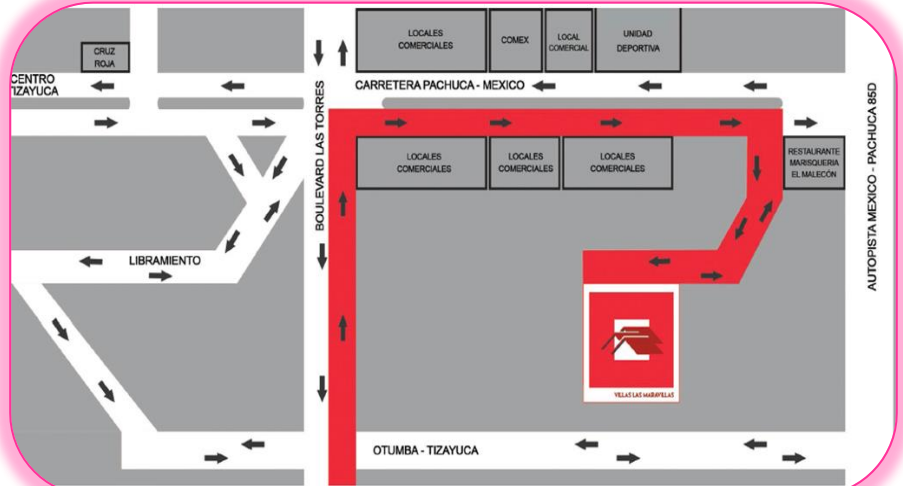 LOCALES
COMERCIALES
COMEX
LOCAL
COMERCIAL
UNIDAD
DEPORTIVA
CRUZ
ROJA
CENTRO
TIZAYUCA
CARRETERA PACHUCA - MEXICO
BOULEVARD LAS TORRES
LOCALES
COMERCIALES
LOCALES
COMERCIALES
LOCALES
COMERCIALES
RESTAURANTE
MARISQUERIA
EL MALECÓN
AUTOPISTA MEXICO - PACHUCA 85D
LIBRAMIENTO
VILLAS LAS MARAVILLAS
OTUMBA - TIZAYUCA